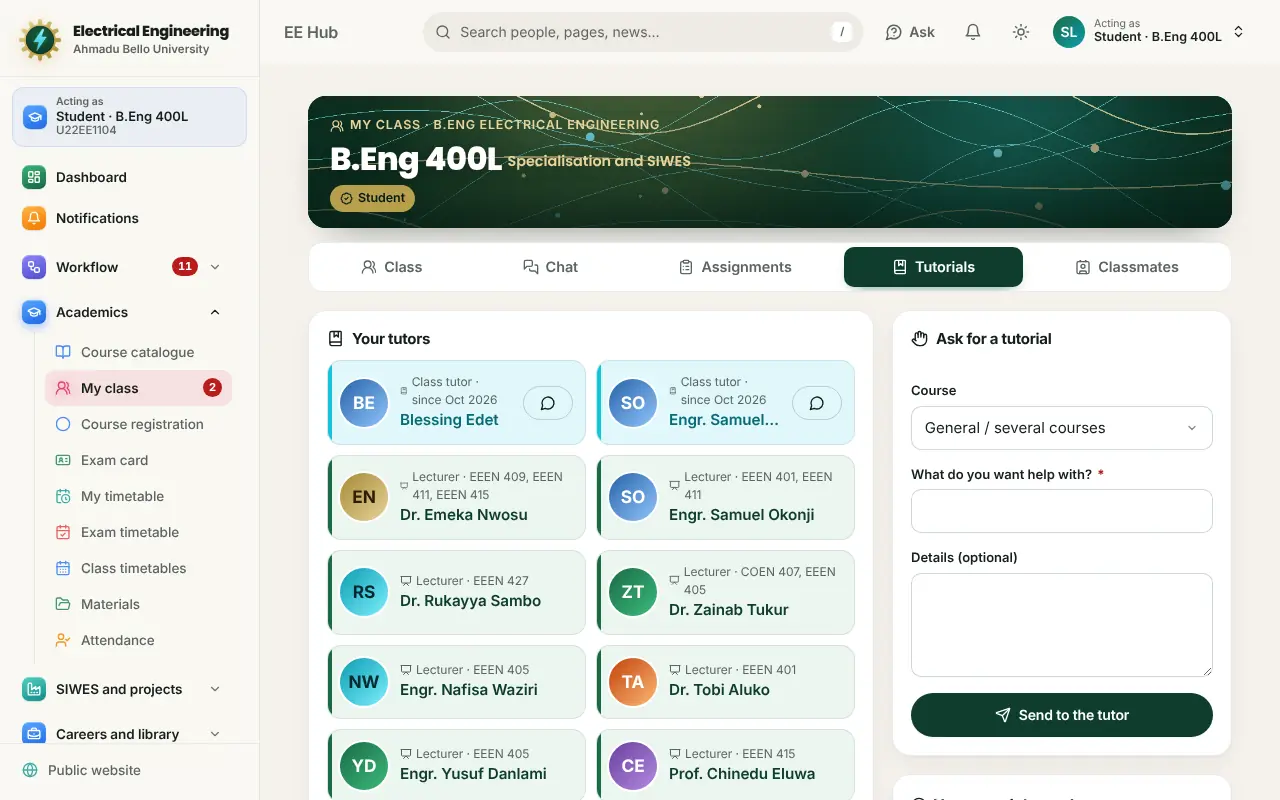 Electrical Engineering
Ahmadu Bello University
EE Hub
Search people, pages, news...
/
Ask
SL
Acting as
Student · B.Eng 400L
Acting as
Student · B.Eng 400L
U22EE1104
Dashboard
Notifications
Workflow
11
Academics
Course catalogue
My class
2
Course registration
Exam card
My timetable
Exam timetable
Class timetables
Materials
Attendance
SIWES and projects
Careers and library
Public website
MY CLASS · B.ENG ELECTRICAL ENGINEERING
B.Eng 400L Specialisation and SIWES
Student
Class
Chat
Assignments
Tutorials
Classmates
Your tutors
BE
Class tutor ·
since Oct 2026
Blessing Edet
SO
Class tutor ·
since Oct 2026
Engr. Samuel...
EN
Lecturer · EEEN 409, EEEN
411, EEEN 415
Dr. Emeka Nwosu
SO
Lecturer · EEEN 401, EEEN
411
Engr. Samuel Okonji
RS
Lecturer · EEEN 427
Dr. Rukayya Sambo
ZT
Lecturer · COEN 407, EEEN
405
Dr. Zainab Tukur
NW
Lecturer · EEEN 405
Engr. Nafisa Waziri
TA
Lecturer · EEEN 401
Dr. Tobi Aluko
YD
Lecturer · EEEN 405
Engr. Yusuf Danlami
CE
Lecturer · EEEN 415
Prof. Chinedu Eluwa
Ask for a tutorial
Course
General / several courses
What do you want help with? *
Details (optional)
Send to the tutor